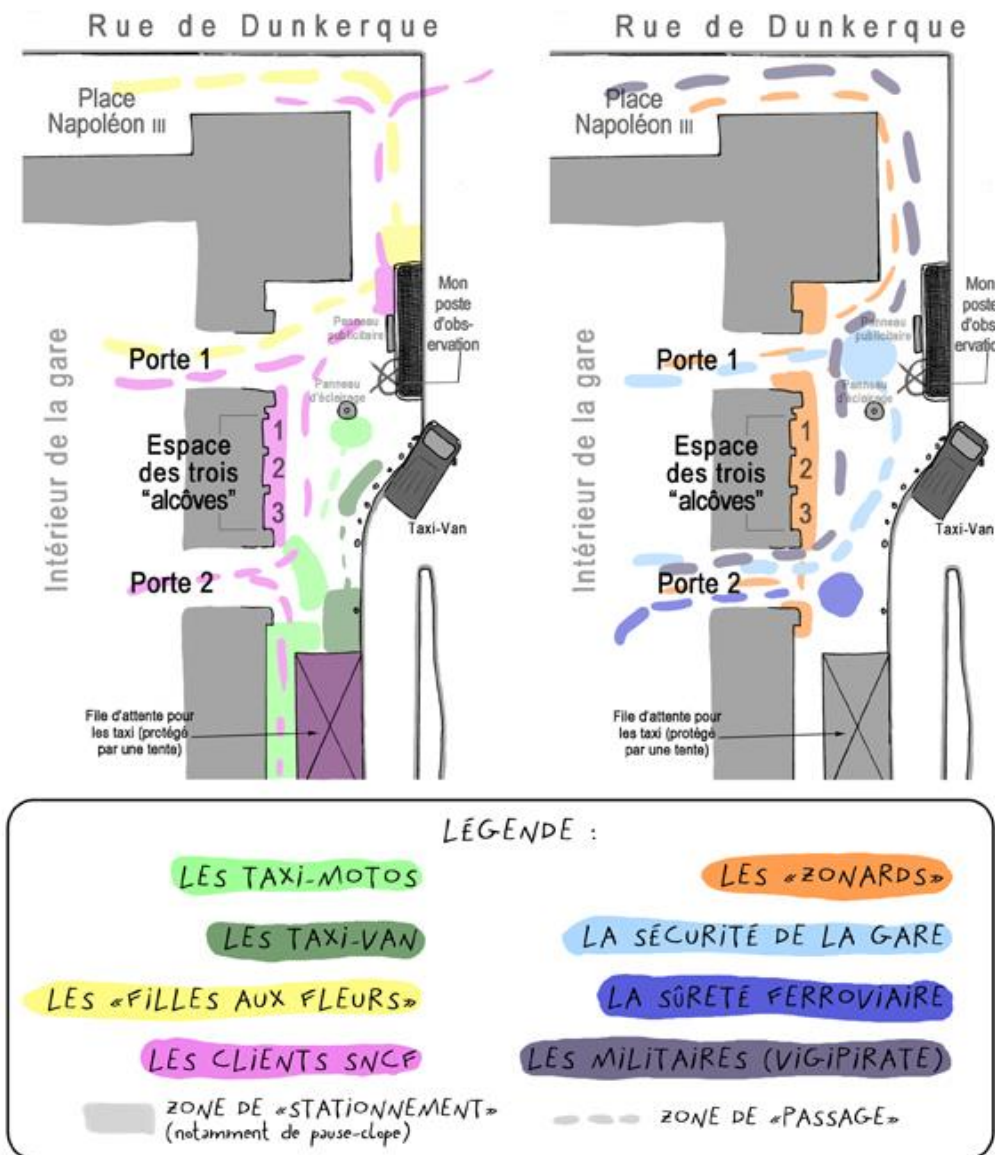 Rue de Dunkerque
Place
Napoléon III
Mon
poste
d'obs-
ervation
Panneau
publicitaire
Porte 1
Panneau
d'éclairage
Intérieur de la gare
Espace
des trois
"alcôves"
1
2
3
Taxi-Van
Porte 2
File d'attente pour
les taxi (protégé
par une tente)
Rue de Dunkerque
Place
Napoléon III
Mon
poste
d'obs-
ervation
Panneau
publicitaire
Porte 1
Panneau
d'éclairage
Intérieur de la gare
Espace
des trois
"alcôves"
1
2
3
Taxi-Van
Porte 2
File d'attente pour
les taxi (protégé
par une tente)
LÉGENDE :
LES TAXI-MOTOS
LES TAXI-VAN
LES «FILLES AUX FLEURS»
LES CLIENTS SNCF
ZONE DE «STATIONNEMENT»
(notamment de pause-clope)
LES «ZONARDS»
LA SÉCURITÉ DE LA GARE
LA SÛRETÉ FERROVIAIRE
LES MILITAIRES (VIGIPIRATE)
ZONE DE «PASSAGE»